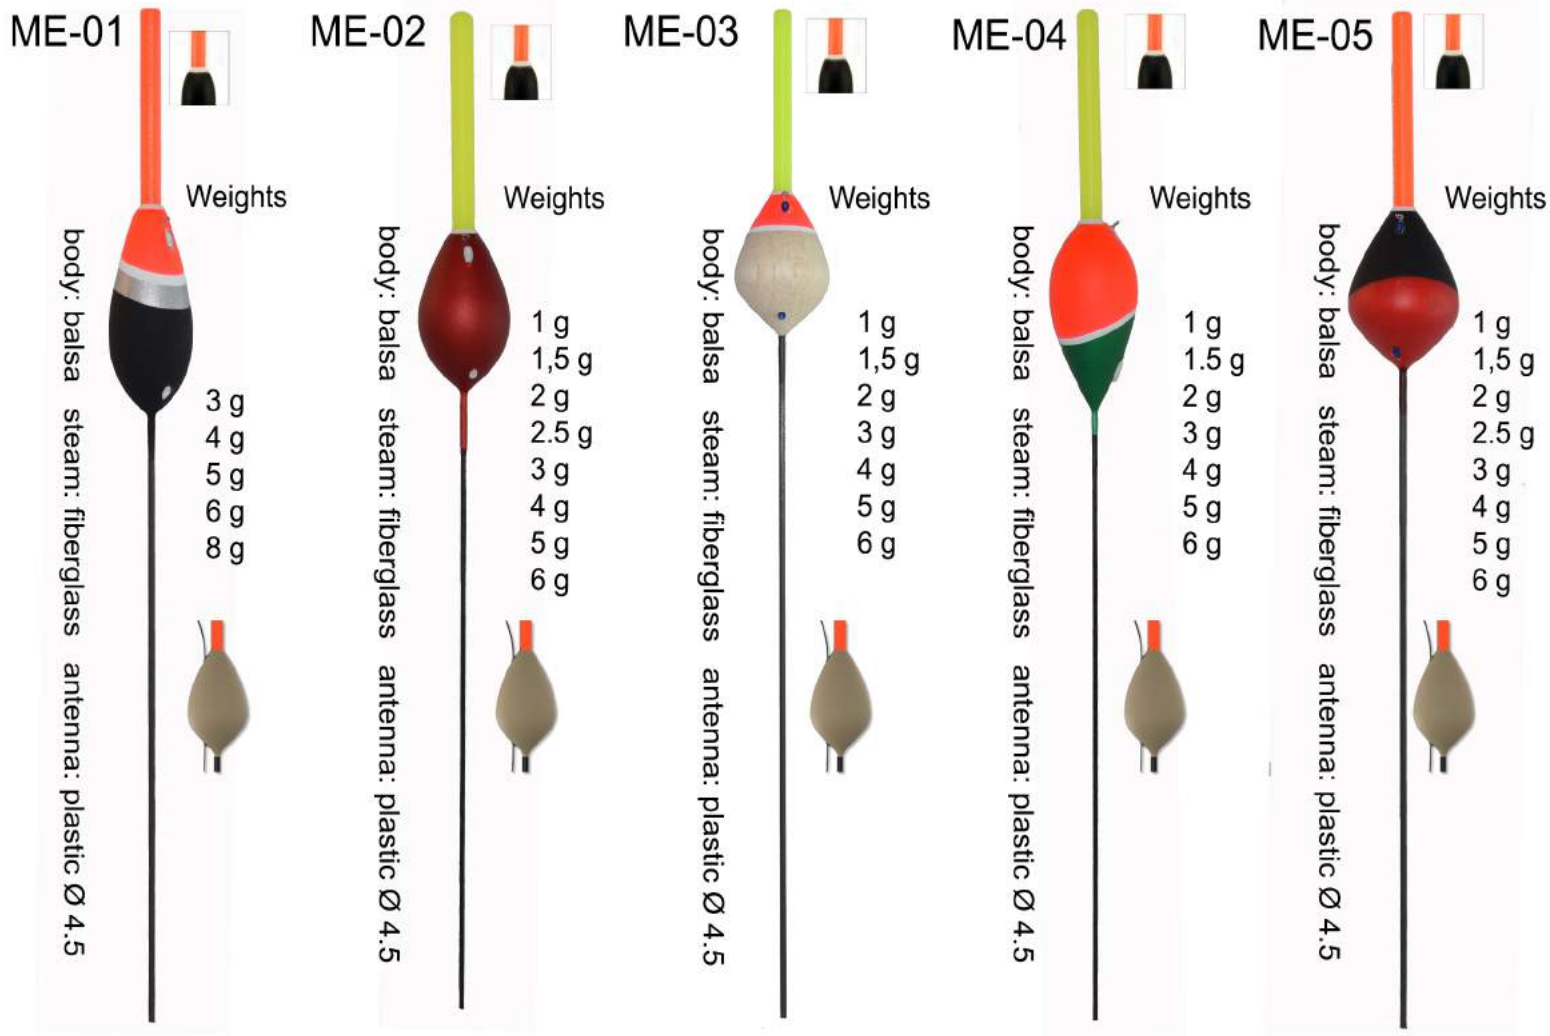 ME-01
Weights
3 g
4 g
5 g
6 g
8 g
body: balsa steam: fiberglass antenna: plastic Ø 4.5
ME-02
Weights
1 g
1,5 g
2 g
2.5 g
3 g
4 g
5 g
6 g
body: balsa steam: fiberglass antenna: plastic Ø 4.5
ME-03
Weights
1 g
1,5 g
2 g
3 g
4 g
5 g
6 g
body: balsa steam: fiberglass antenna: plastic Ø 4.5
ME-04
Weights
1 g
1.5 g
2 g
3 g
4 g
5 g
6 g
body: balsa steam: fiberglass antenna: plastic Ø 4.5
ME-05
Weights
1 g
1,5 g
2 g
2.5 g
3 g
4 g
5 g
6 g
body: balsa steam: fiberglass antenna: plastic Ø 4.5